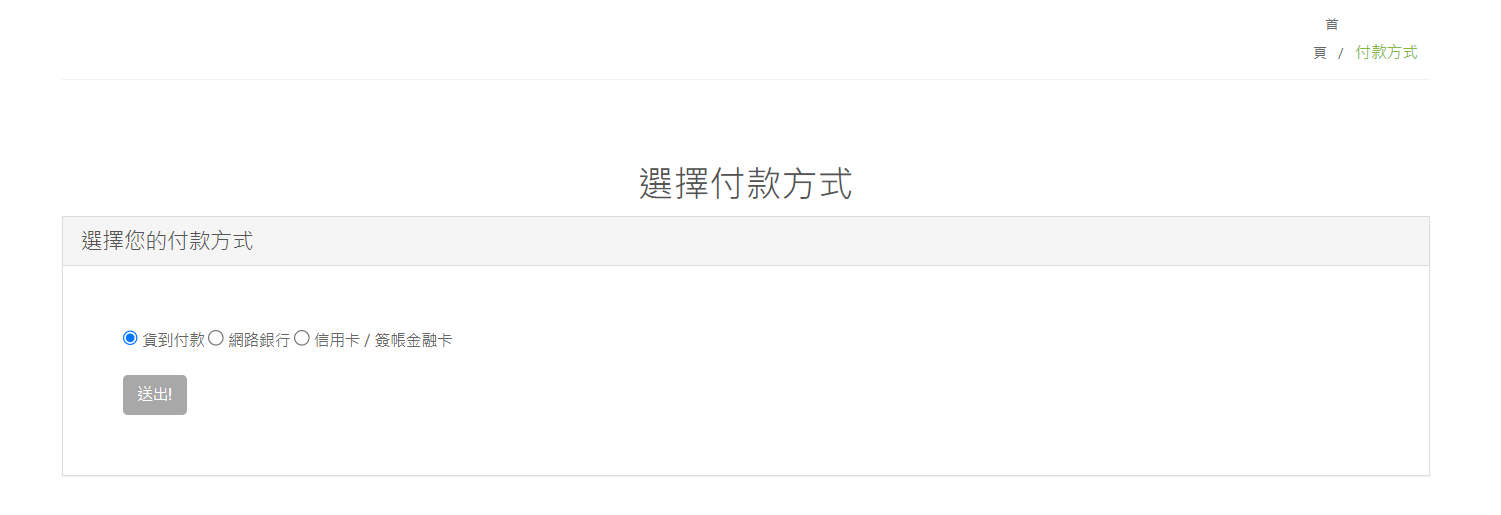 首
頁 / 付款方式
選擇付款方式
選擇您的付款方式
貨到付款 網路銀行 信用卡 / 簽帳金融卡
送出!